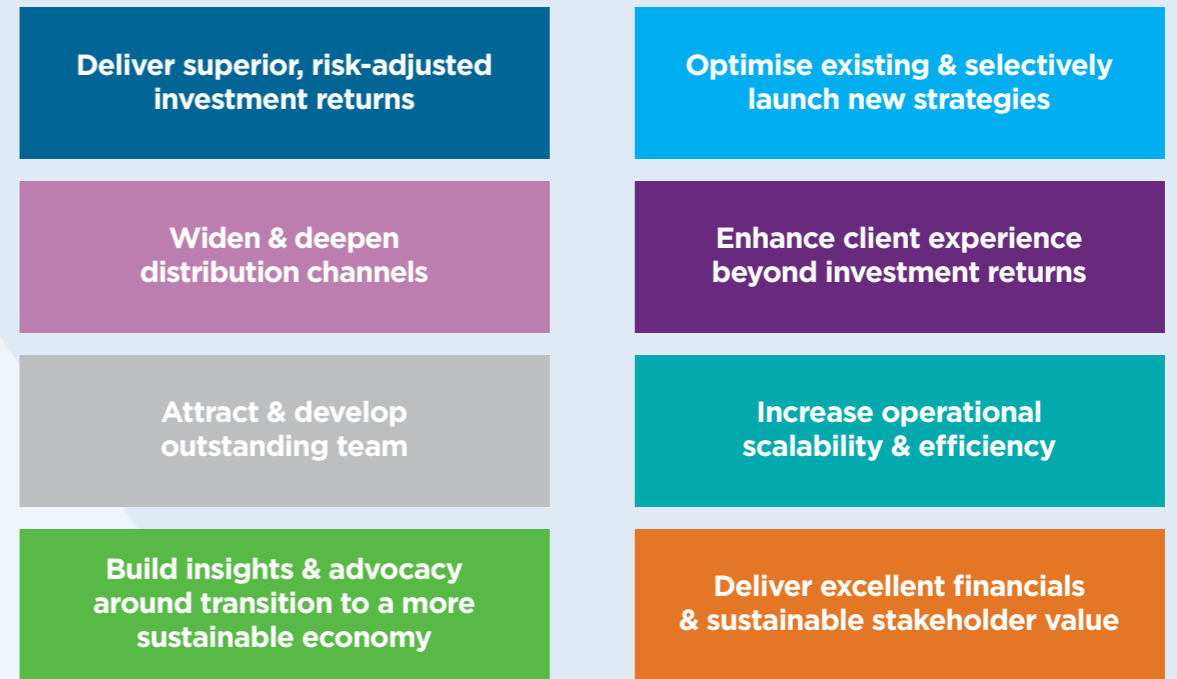 Deliver superior, risk-adjusted
investment returns
Optimise existing & selectively
launch new strategies
Widen & deepen
distribution channels
Enhance client experience
beyond investment returns
Attract & develop
outstanding team
Increase operational
scalability & efficiency
Build insights & advocacy
around transition to a more
sustainable economy
Deliver excellent financials
& sustainable stakeholder value